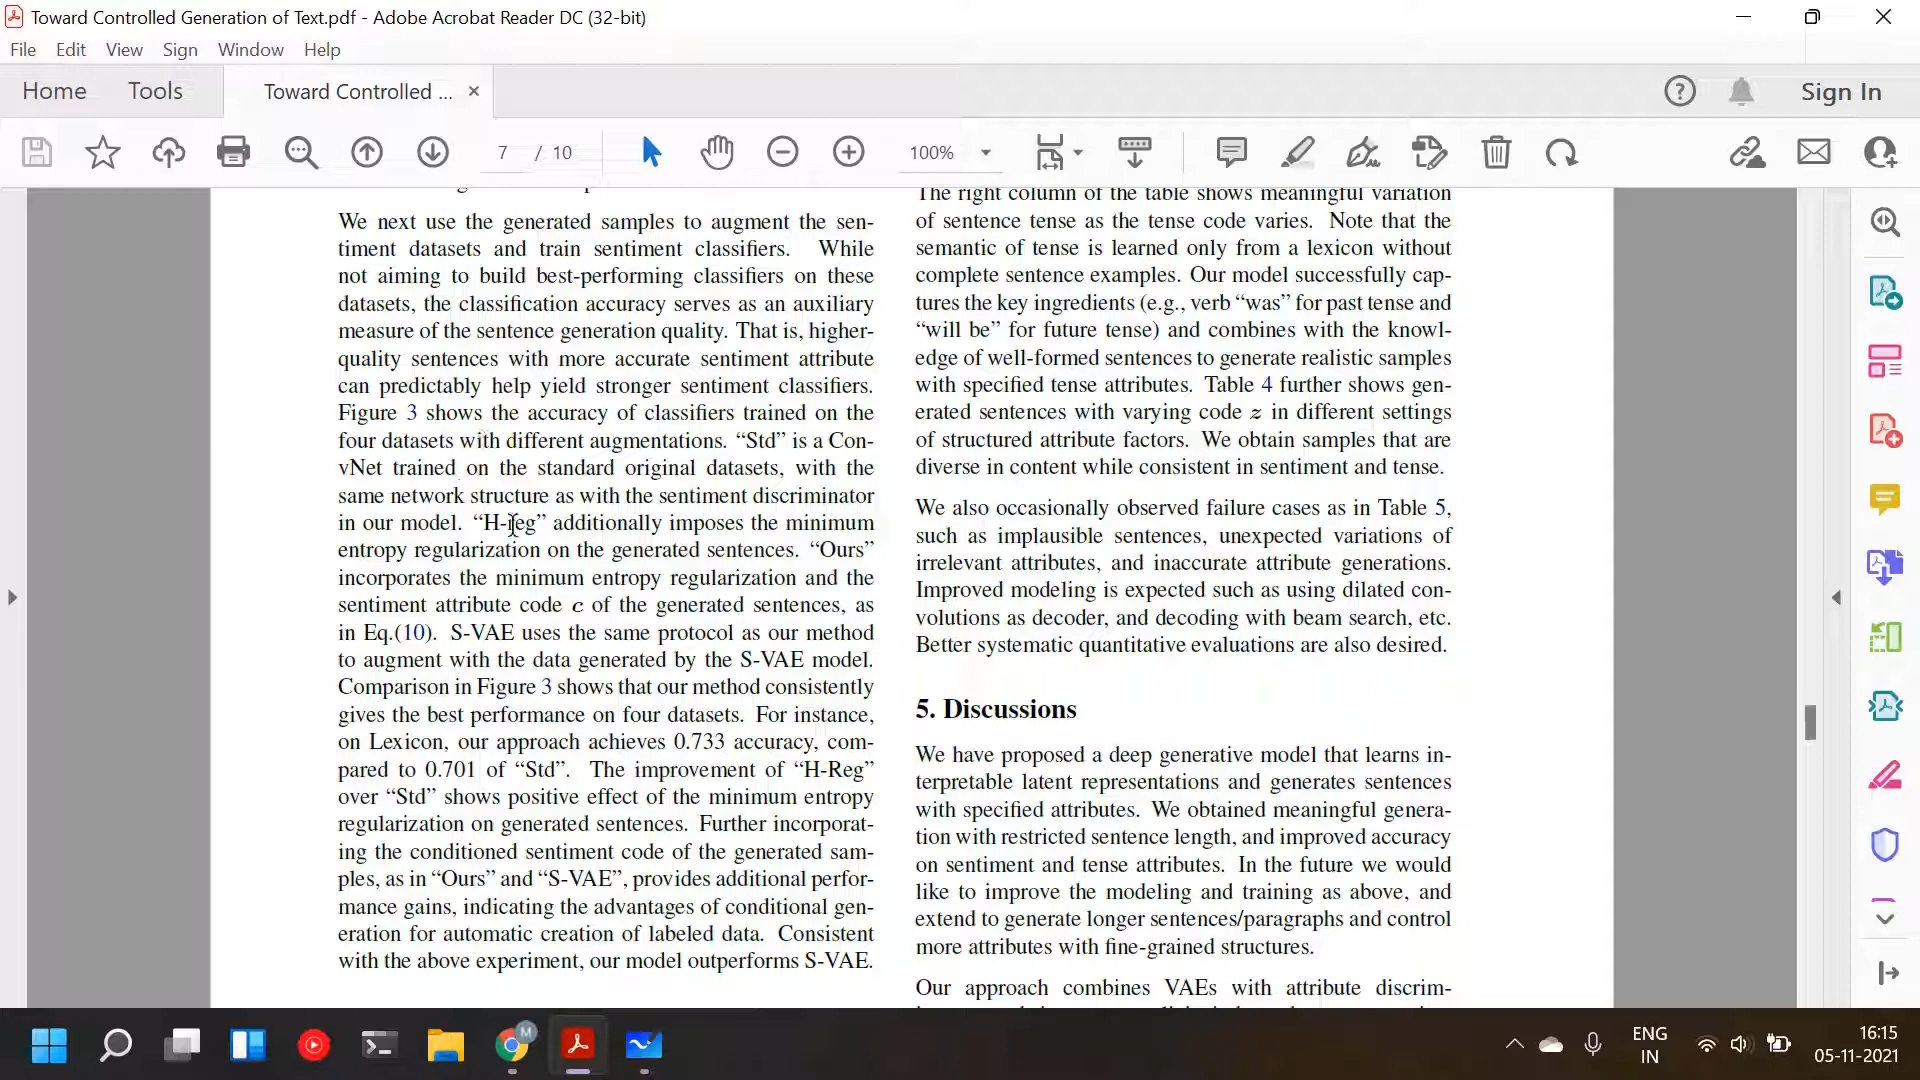 Toward Controlled Generation of Text.pdf - Adobe Acrobat Reader DC (32-bit)
File Edit View Sign Window Help
Home Tools Toward Controlled ... × Sign In
7 / 10 100%
We next use the generated samples to augment the sen-
timent datasets and train sentiment classifiers. While
not aiming to build best-performing classifiers on these
datasets, the classification accuracy serves as an auxiliary
measure of the sentence generation quality. That is, higher-
quality sentences with more accurate sentiment attribute
can predictably help yield stronger sentiment classifiers.
Figure 3 shows the accuracy of classifiers trained on the
four datasets with different augmentations. “Std” is a Con-
vNet trained on the standard original datasets, with the
same network structure as with the sentiment discriminator
in our model. “H-reg” additionally imposes the minimum
entropy regularization on the generated sentences. “Ours”
incorporates the minimum entropy regularization and the
sentiment attribute code c of the generated sentences, as
in Eq.(10). S-VAE uses the same protocol as our method
to augment with the data generated by the S-VAE model.
Comparison in Figure 3 shows that our method consistently
gives the best performance on four datasets. For instance,
on Lexicon, our approach achieves 0.733 accuracy, com-
pared to 0.701 of “Std”. The improvement of “H-Reg”
over “Std” shows positive effect of the minimum entropy
regularization on generated sentences. Further incorporat-
ing the conditioned sentiment code of the generated sam-
ples, as in “Ours” and “S-VAE”, provides additional perfor-
mance gains, indicating the advantages of conditional gen-
eration for automatic creation of labeled data. Consistent
with the above experiment, our model outperforms S-VAE.
The right column of the table shows meaningful variation
of sentence tense as the tense code varies. Note that the
semantic of tense is learned only from a lexicon without
complete sentence examples. Our model successfully cap-
tures the key ingredients (e.g., verb “was” for past tense and
“will be” for future tense) and combines with the knowl-
edge of well-formed sentences to generate realistic samples
with specified tense attributes. Table 4 further shows gen-
erated sentences with varying code z in different settings
of structured attribute factors. We obtain samples that are
diverse in content while consistent in sentiment and tense.
We also occasionally observed failure cases as in Table 5,
such as implausible sentences, unexpected variations of
irrelevant attributes, and inaccurate attribute generations.
Improved modeling is expected such as using dilated con-
volutions as decoder, and decoding with beam search, etc.
Better systematic quantitative evaluations are also desired.
5. Discussions
We have proposed a deep generative model that learns in-
terpretable latent representations and generates sentences
with specified attributes. We obtained meaningful genera-
tion with restricted sentence length, and improved accuracy
on sentiment and tense attributes. In the future we would
like to improve the modeling and training as above, and
extend to generate longer sentences/paragraphs and control
more attributes with fine-grained structures.
Our approach combines VAEs with attribute discrim-
ENG
IN
16:15
05-11-2021